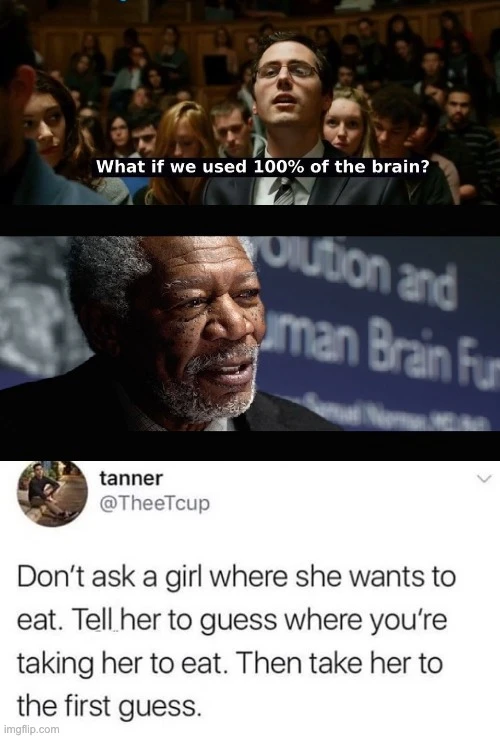 What if we used 100% of the brain?
olution and
uman Brain Fun
tanner
@TheeTcup
Don't ask a girl where she wants to
eat. Tell her to guess where you're
taking her to eat. Then take her to
the first guess.
imgflip.com